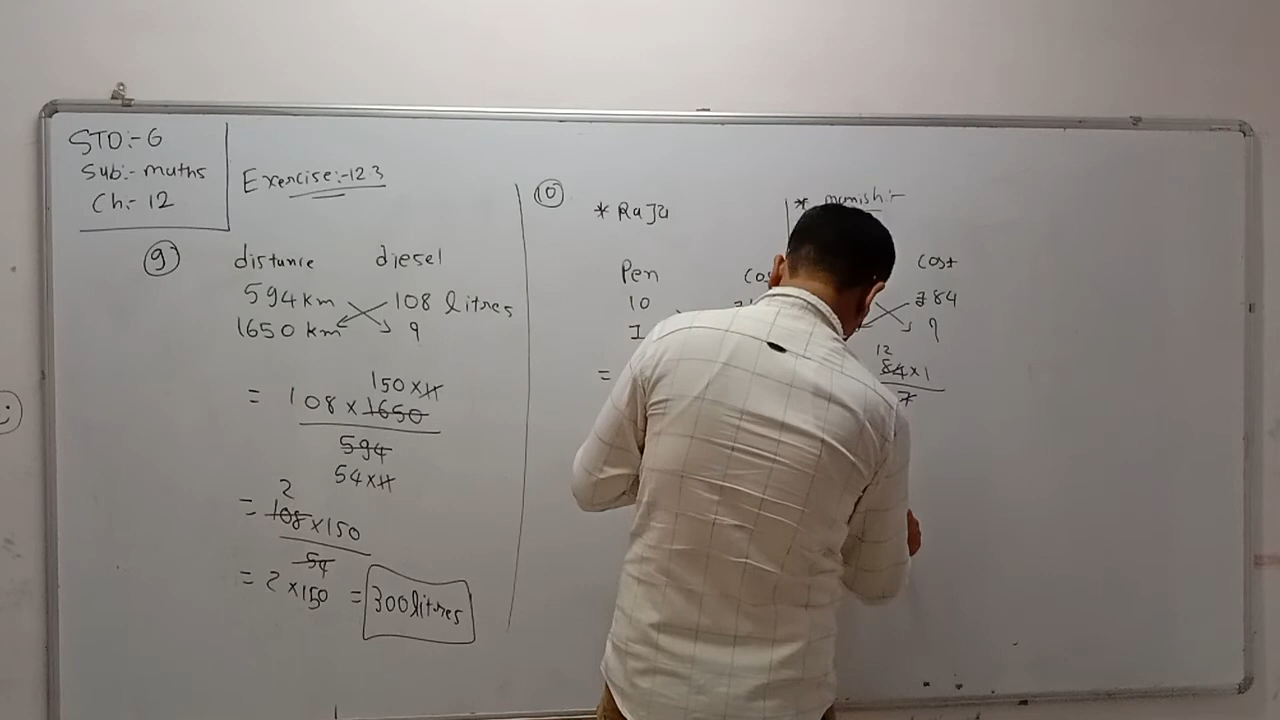 STD:- 6
Sub:- maths
Ch:- 12
Exercise:-12.3
9
distance diesel
594 km 108 litres
1650 km ?
150×11
= 108×1650
594
54×11
2
= 108×150
54
= 2×150 = 300 litres
10
* RaJu
Pen
10
1
=
* manish:-
cost
₹84
?
12
84×1
7